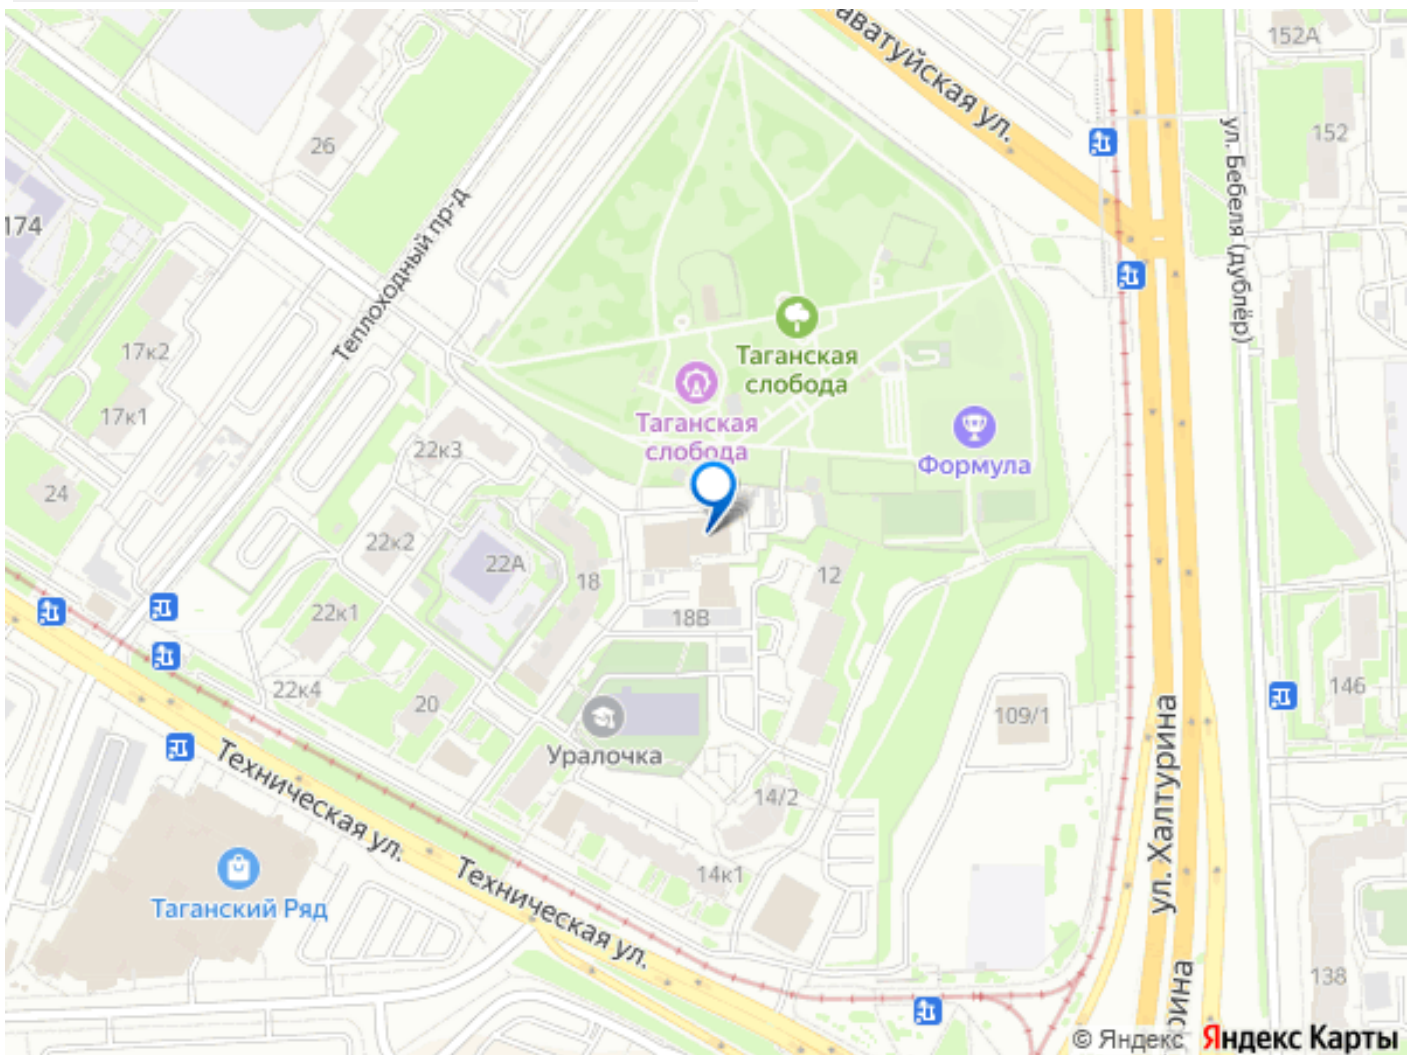 аватуйская ул.
152А
152
ул. Бебеля (дублёр)
26
174
Теплоходный пр-д
17к2
17к1
24
Таганская
слобода
Таганская
слобода
Формула
22к3
22к2
22А
18
12
22к1
18В
22к4
20
Уралочка
109/1
146
ул. Халтурина
14/2
14к1
Техническая ул.
Техническая ул.
Таганский Ряд
138
рина
© Яндекс Яндекс Карты